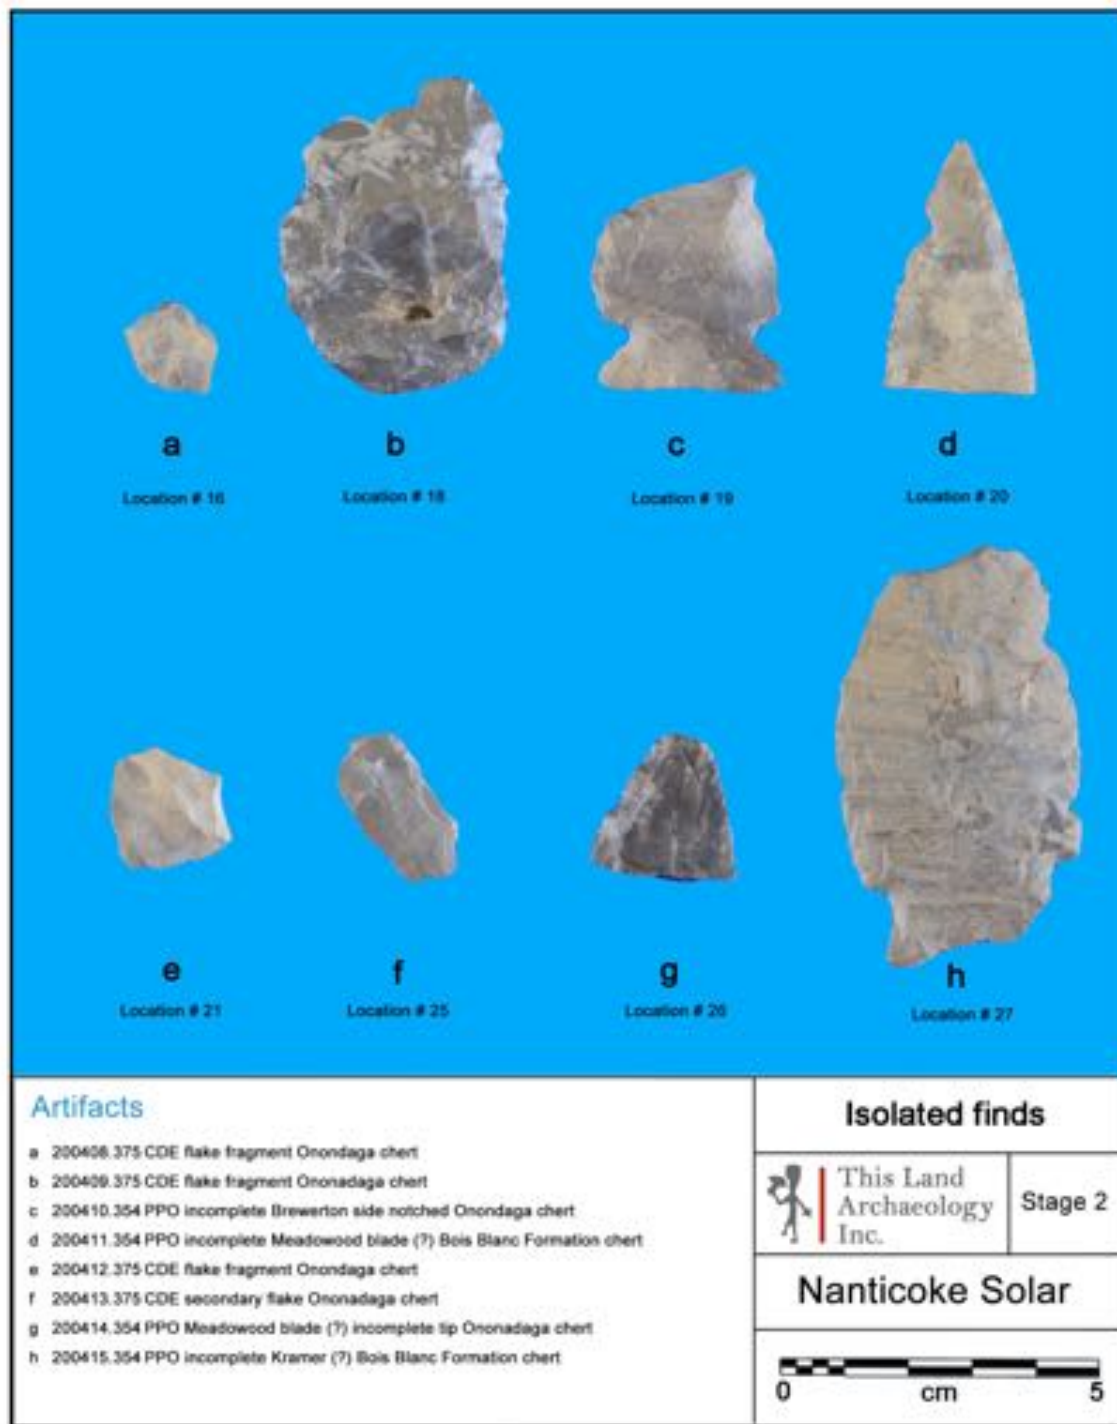 a
b
c
d
Location # 16
Location # 18
Location # 19
Location # 20
e
f
g
h
Location # 21
Location # 25
Location # 26
Location # 27
Artifacts
a 200408.375 CDE flake fragment Onondaga chert
b 200409.375 CDE flake fragment Ononadaga chert
c 200410.354 PPO incomplete Brewerton side notched Onondaga chert
d 200411.354 PPO incomplete Meadowood blade (?) Bois Blanc Formation chert
e 200412.375 CDE flake fragment Onondaga chert
f 200413.375 CDE secondary flake Ononadaga chert
g 200414.354 PPO Meadowood blade (?) incomplete tip Ononadaga chert
h 200415.354 PPO incomplete Kramer (?) Bois Blanc Formation chert
Isolated finds
This Land
Archaeology
Inc.
Stage 2
Nanticoke Solar
0 cm 5